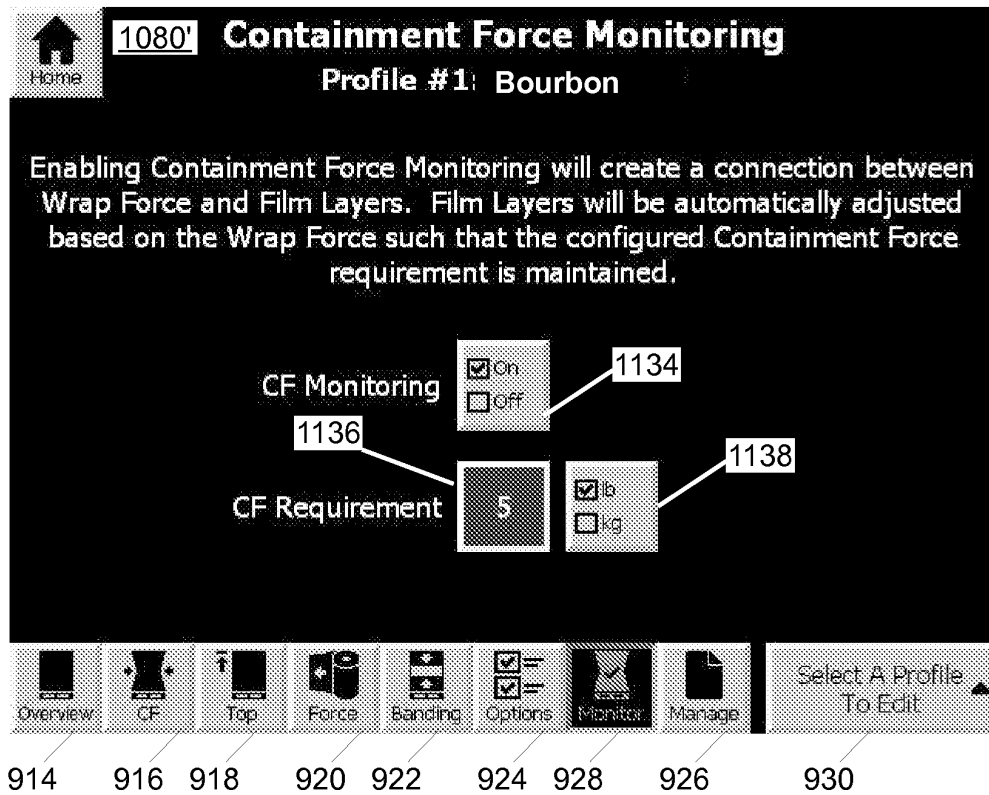 Home
1080'
Containment Force Monitoring
Profile #1: Bourbon
Enabling Containment Force Monitoring will create a connection between
Wrap Force and Film Layers. Film Layers will be automatically adjusted
based on the Wrap Force such that the configured Containment Force
requirement is maintained.
CF Monitoring
On
Off
1134
1136
1138
CF Requirement
5
lb
kg
Overview
CF
Top
Force
Banding
Options
Monitor
Manage
Select A Profile
To Edit
914 916 918 920 922 924 928 926 930